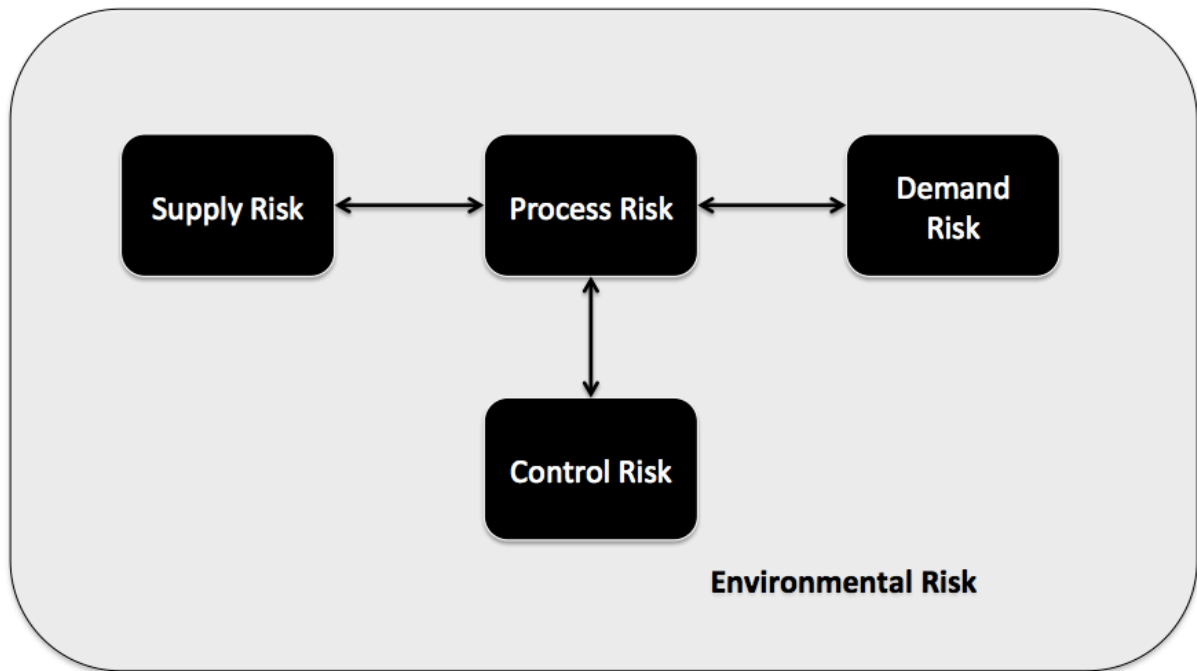 Supply Risk
Process Risk
Demand
Risk
Control Risk
Environmental Risk